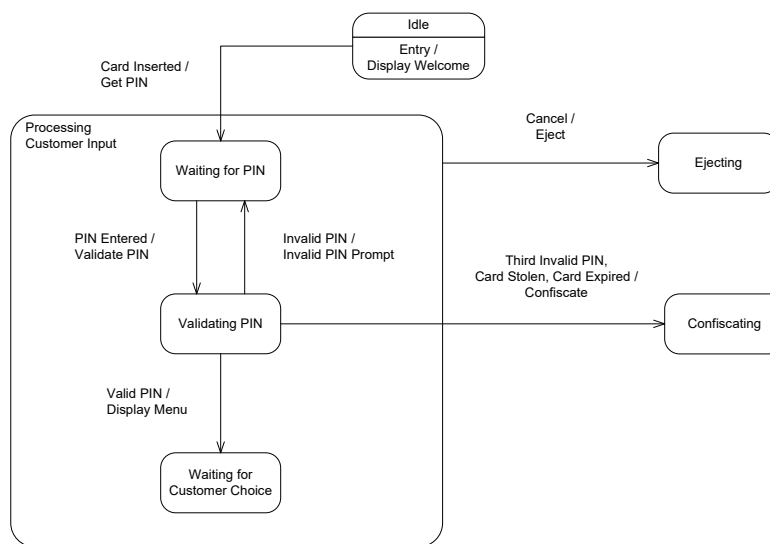 Idle
Entry /
Display Welcome
Card Inserted /
Get PIN
Processing
Customer Input
Cancel /
Eject
Waiting for PIN
Ejecting
PIN Entered /
Validate PIN
Invalid PIN /
Invalid PIN Prompt
Third Invalid PIN,
Card Stolen, Card Expired /
Confiscate
Validating PIN
Confiscating
Valid PIN /
Display Menu
Waiting for
Customer Choice